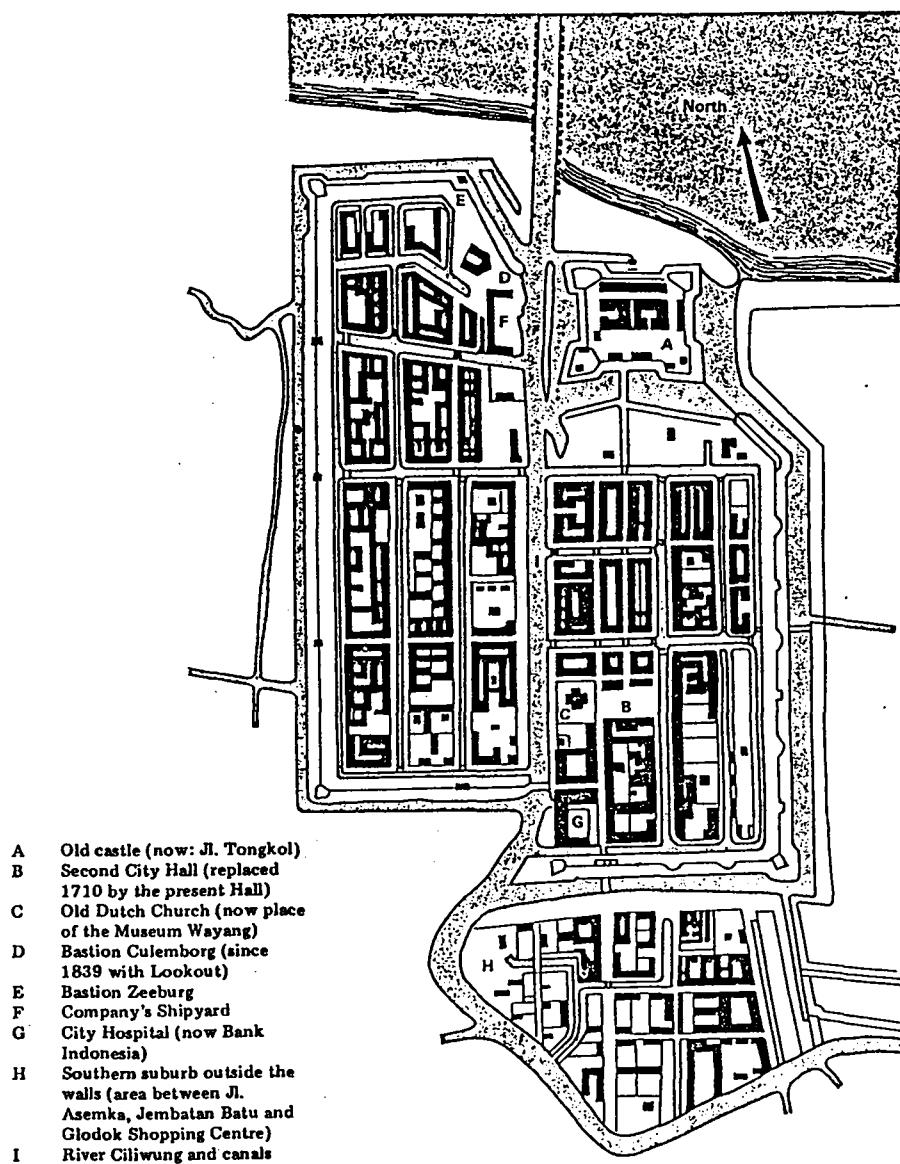 North
E
D
F
A
C
B
G
H
A Old castle (now: Jl. Tongkol)
B Second City Hall (replaced
1710 by the present Hall)
C Old Dutch Church (now place
of the Museum Wayang)
D Bastion Culemborg (since
1839 with Lookout)
E Bastion Zeeburg
F Company's Shipyard
G City Hospital (now Bank
Indonesia)
H Southern suburb outside the
walls (area between Jl.
Asemka, Jembatan Batu and
Glodok Shopping Centre)
I River Ciliwung and canals